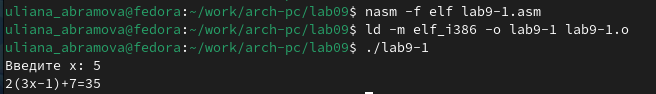 uliana_abramova@fedora:~/work/arch-pc/lab09$ nasm -f elf lab9-1.asm
uliana_abramova@fedora:~/work/arch-pc/lab09$ ld -m elf_i386 -o lab9-1 lab9-1.o
uliana_abramova@fedora:~/work/arch-pc/lab09$ ./lab9-1
Введите x: 5
2(3x-1)+7=35